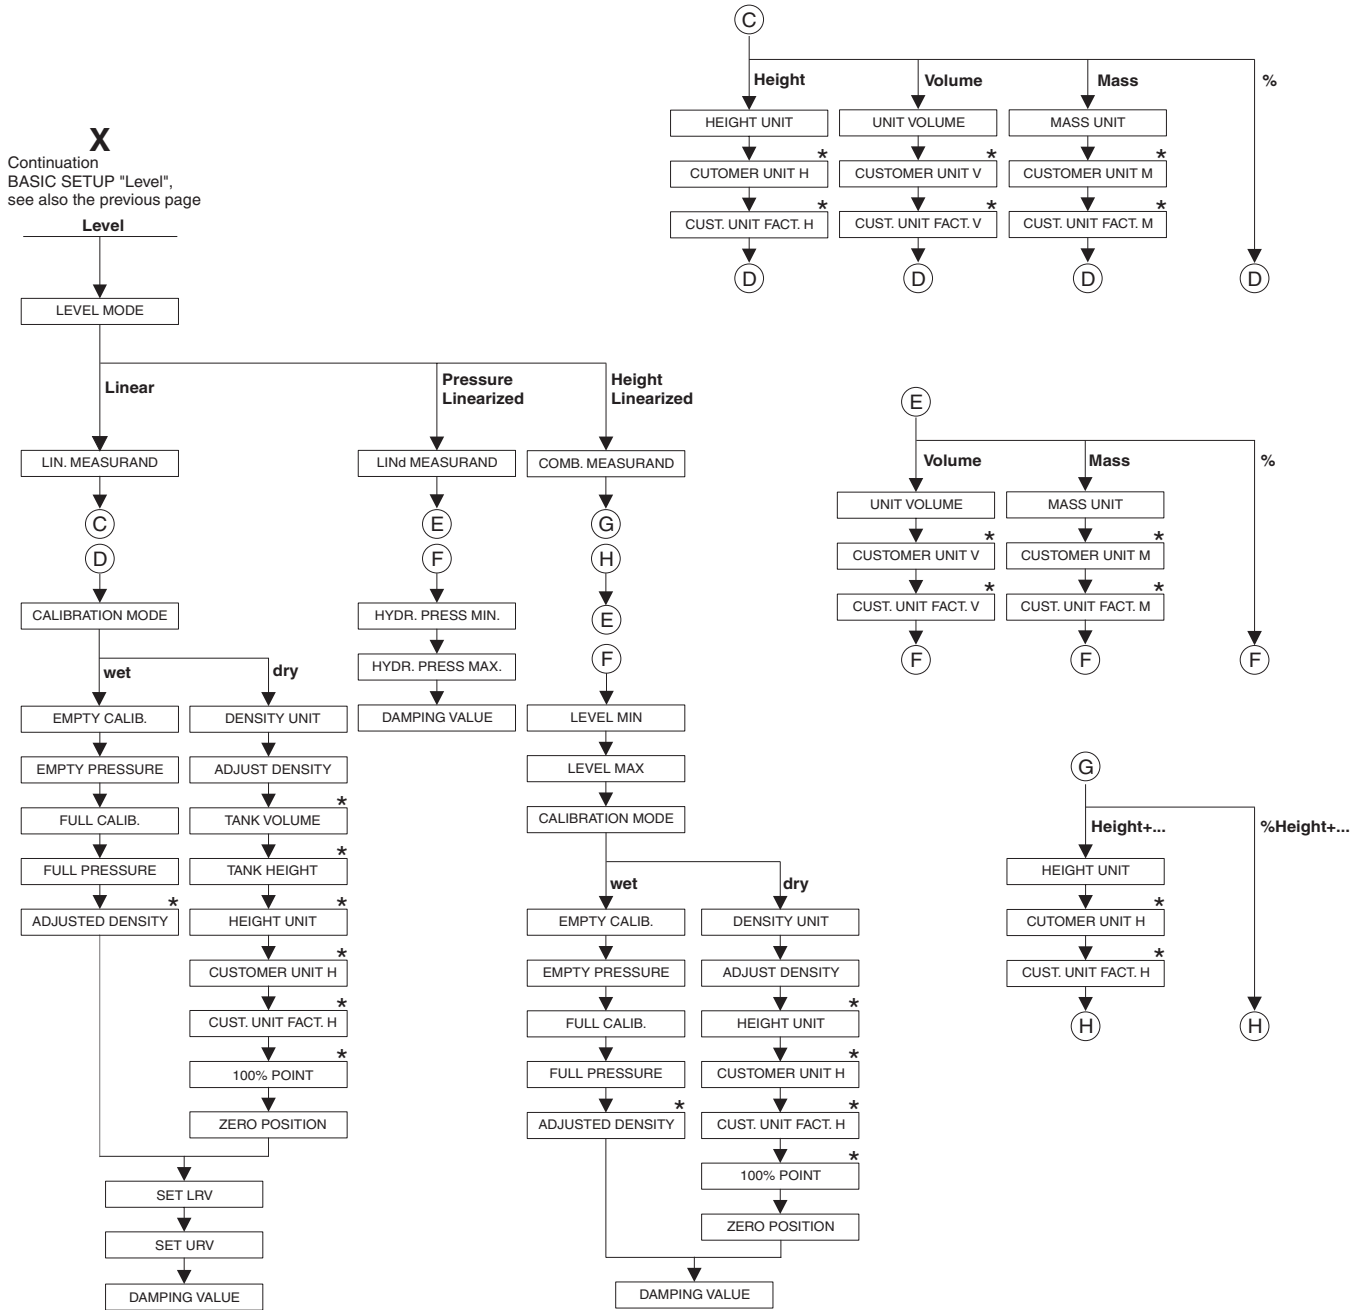 X
Continuation
BASIC SETUP "Level",
see also the previous page
Level
LEVEL MODE
Linear
Pressure
Linearized
Height
Linearized
LIN. MEASURAND
LINd MEASURAND
COMB. MEASURAND
C
D
CALIBRATION MODE
wet
dry
EMPTY CALIB.
EMPTY PRESSURE
FULL CALIB.
FULL PRESSURE
*
ADJUSTED DENSITY
DENSITY UNIT
ADJUST DENSITY
*
TANK VOLUME
*
TANK HEIGHT
*
HEIGHT UNIT
*
CUSTOMER UNIT H
*
CUST. UNIT FACT. H
*
100% POINT
ZERO POSITION
SET LRV
SET URV
DAMPING VALUE
E
F
HYDR. PRESS MIN.
HYDR. PRESS MAX.
DAMPING VALUE
G
H
E
F
LEVEL MIN
LEVEL MAX
CALIBRATION MODE
wet
dry
EMPTY CALIB.
EMPTY PRESSURE
FULL CALIB.
FULL PRESSURE
*
ADJUSTED DENSITY
DENSITY UNIT
ADJUST DENSITY
*
HEIGHT UNIT
*
CUSTOMER UNIT H
*
CUST. UNIT FACT. H
*
100% POINT
ZERO POSITION
DAMPING VALUE
C
Height
Volume
Mass
%
HEIGHT UNIT
*
CUTOMER UNIT H
*
CUST. UNIT FACT. H
D
UNIT VOLUME
*
CUSTOMER UNIT V
*
CUST. UNIT FACT. V
D
MASS UNIT
*
CUSTOMER UNIT M
*
CUST. UNIT FACT. M
D
D
E
Volume
Mass
%
UNIT VOLUME
*
CUSTOMER UNIT V
*
CUST. UNIT FACT. V
F
MASS UNIT
*
CUSTOMER UNIT M
*
CUST. UNIT FACT. M
F
F
G
Height+...
%Height+...
HEIGHT UNIT
*
CUTOMER UNIT H
*
CUST. UNIT FACT. H
H
H